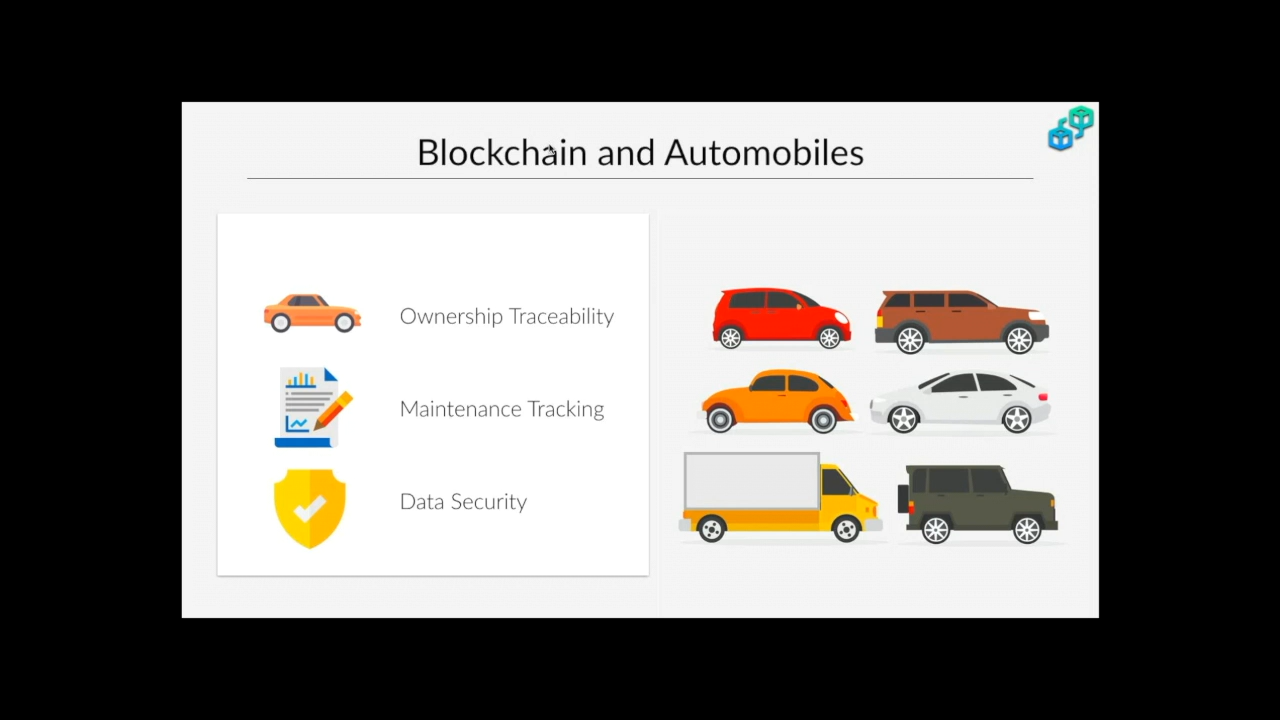 Blockchain and Automobiles
Ownership Traceability
Maintenance Tracking
Data Security